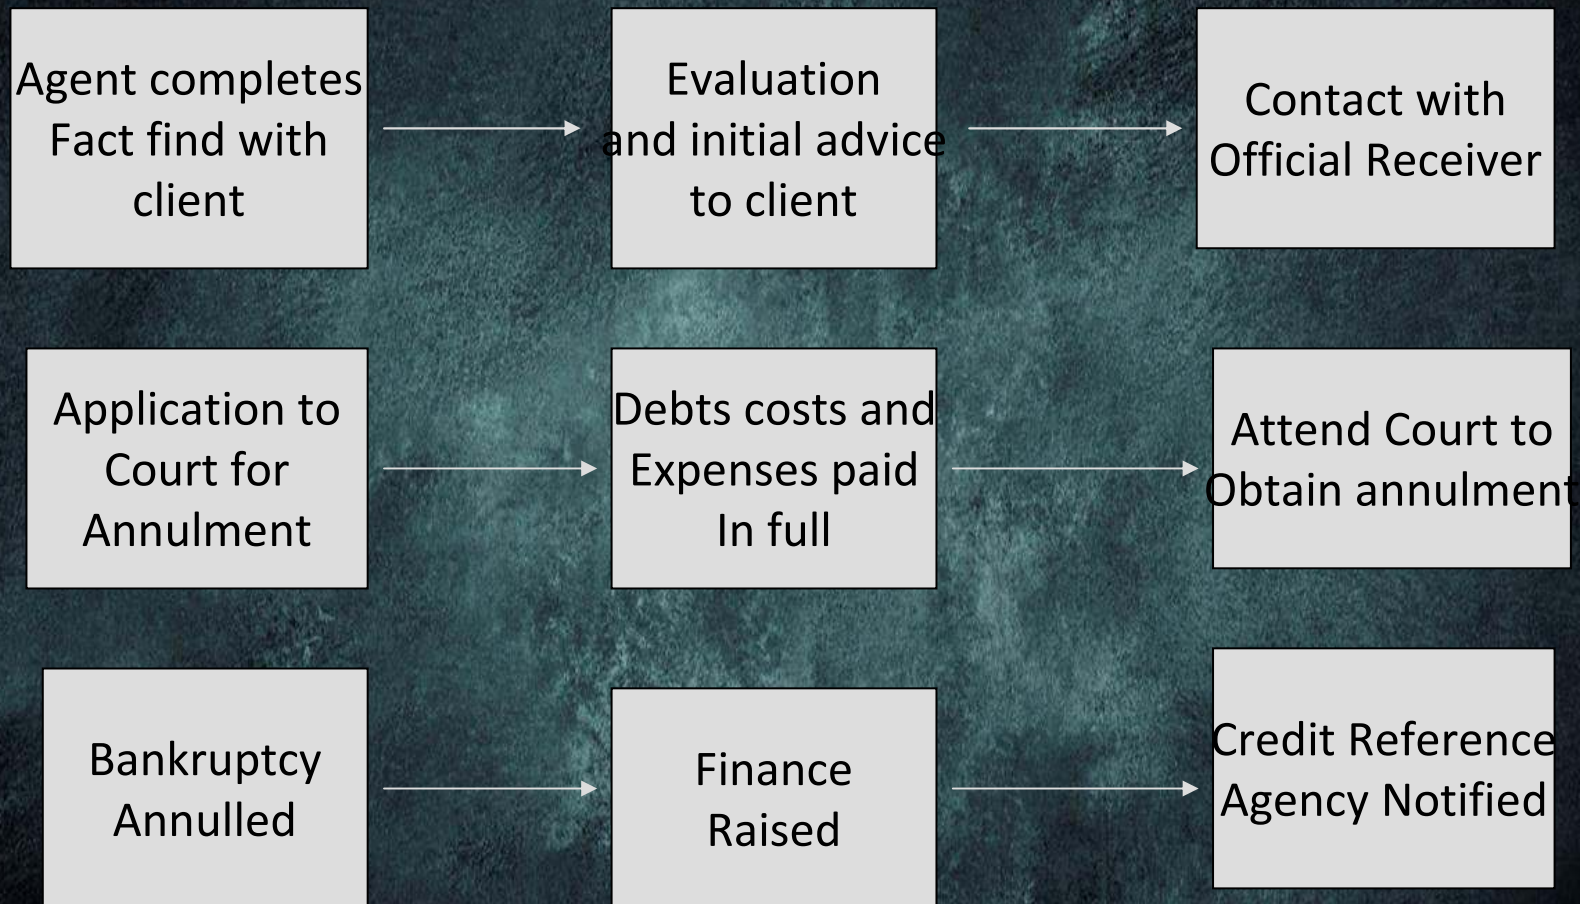 Agent completes
Fact find with
client
Evaluation
and initial advice
to client
Contact with
Official Receiver
Application to
Court for
Annulment
Debts costs and
Expenses paid
In full
Attend Court to
Obtain annulment
Bankruptcy
Annulled
Finance
Raised
Credit Reference
Agency Notified